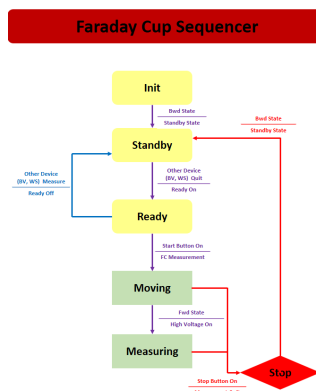 Faraday Cup Sequencer
Init
Bwd State
Standby State
Bwd State
Standby State
Standby
Other Device
(BV, WS) Measure
Ready Off
Other Device
(BV, WS) Quit
Ready On
Ready
Start Button On
FC Measurement
Moving
Fwd State
High Voltage On
Measuring
Stop
Stop Button On